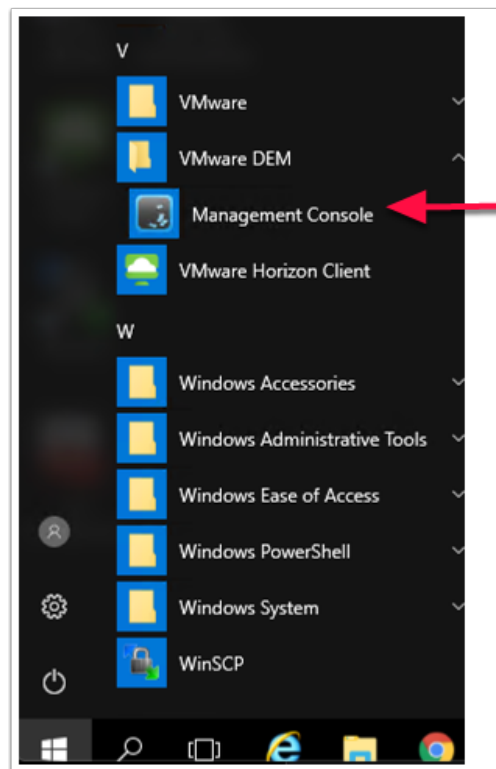 V
VMware
VMware DEM
Management Console
VMware Horizon Client
W
Windows Accessories
Windows Administrative Tools
Windows Ease of Access
Windows PowerShell
Windows System
WinSCP